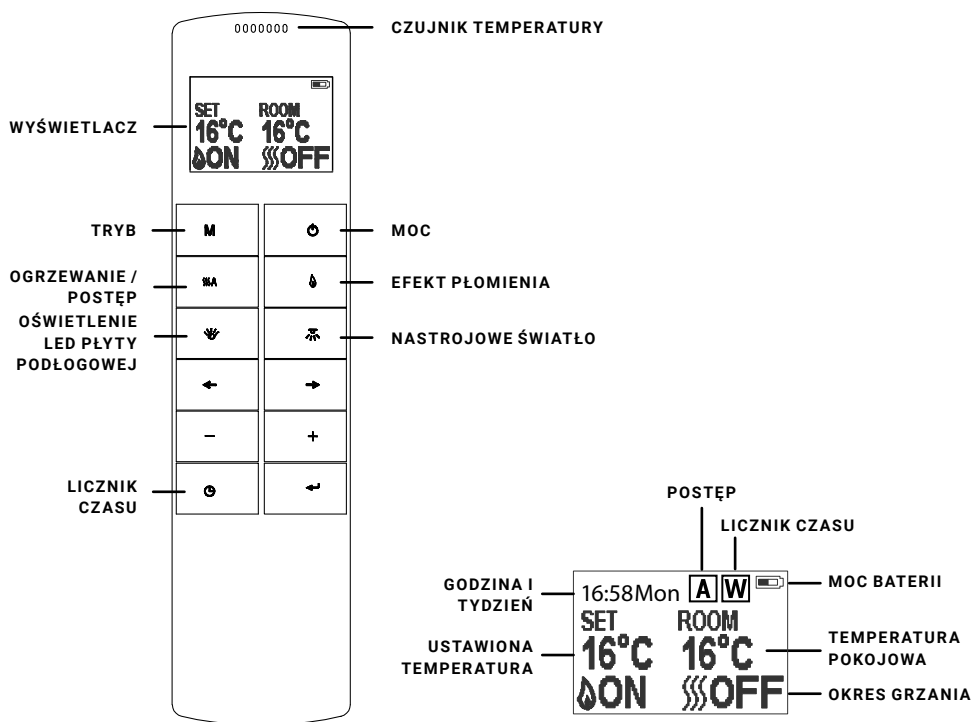 CZUJNIK TEMPERATURY
WYŚWIETLACZ
SET ROOM
16°C 16°C
ON OFF
TRYB
M
MOC
OGRZEWANIE /
POSTĘP
A
EFEKT PŁOMIENIA
OŚWIETLENIE
LED PŁYTY
PODŁOGOWEJ
NASTROJOWE ŚWIATŁO
− +
LICZNIK
CZASU
POSTĘP
LICZNIK CZASU
GODZINA I
TYDZIEŃ
16:58Mon A W
MOC BATERII
SET ROOM
USTAWIONA
TEMPERATURA
16°C 16°C
TEMPERATURA
POKOJOWA
ON OFF
OKRES GRZANIA